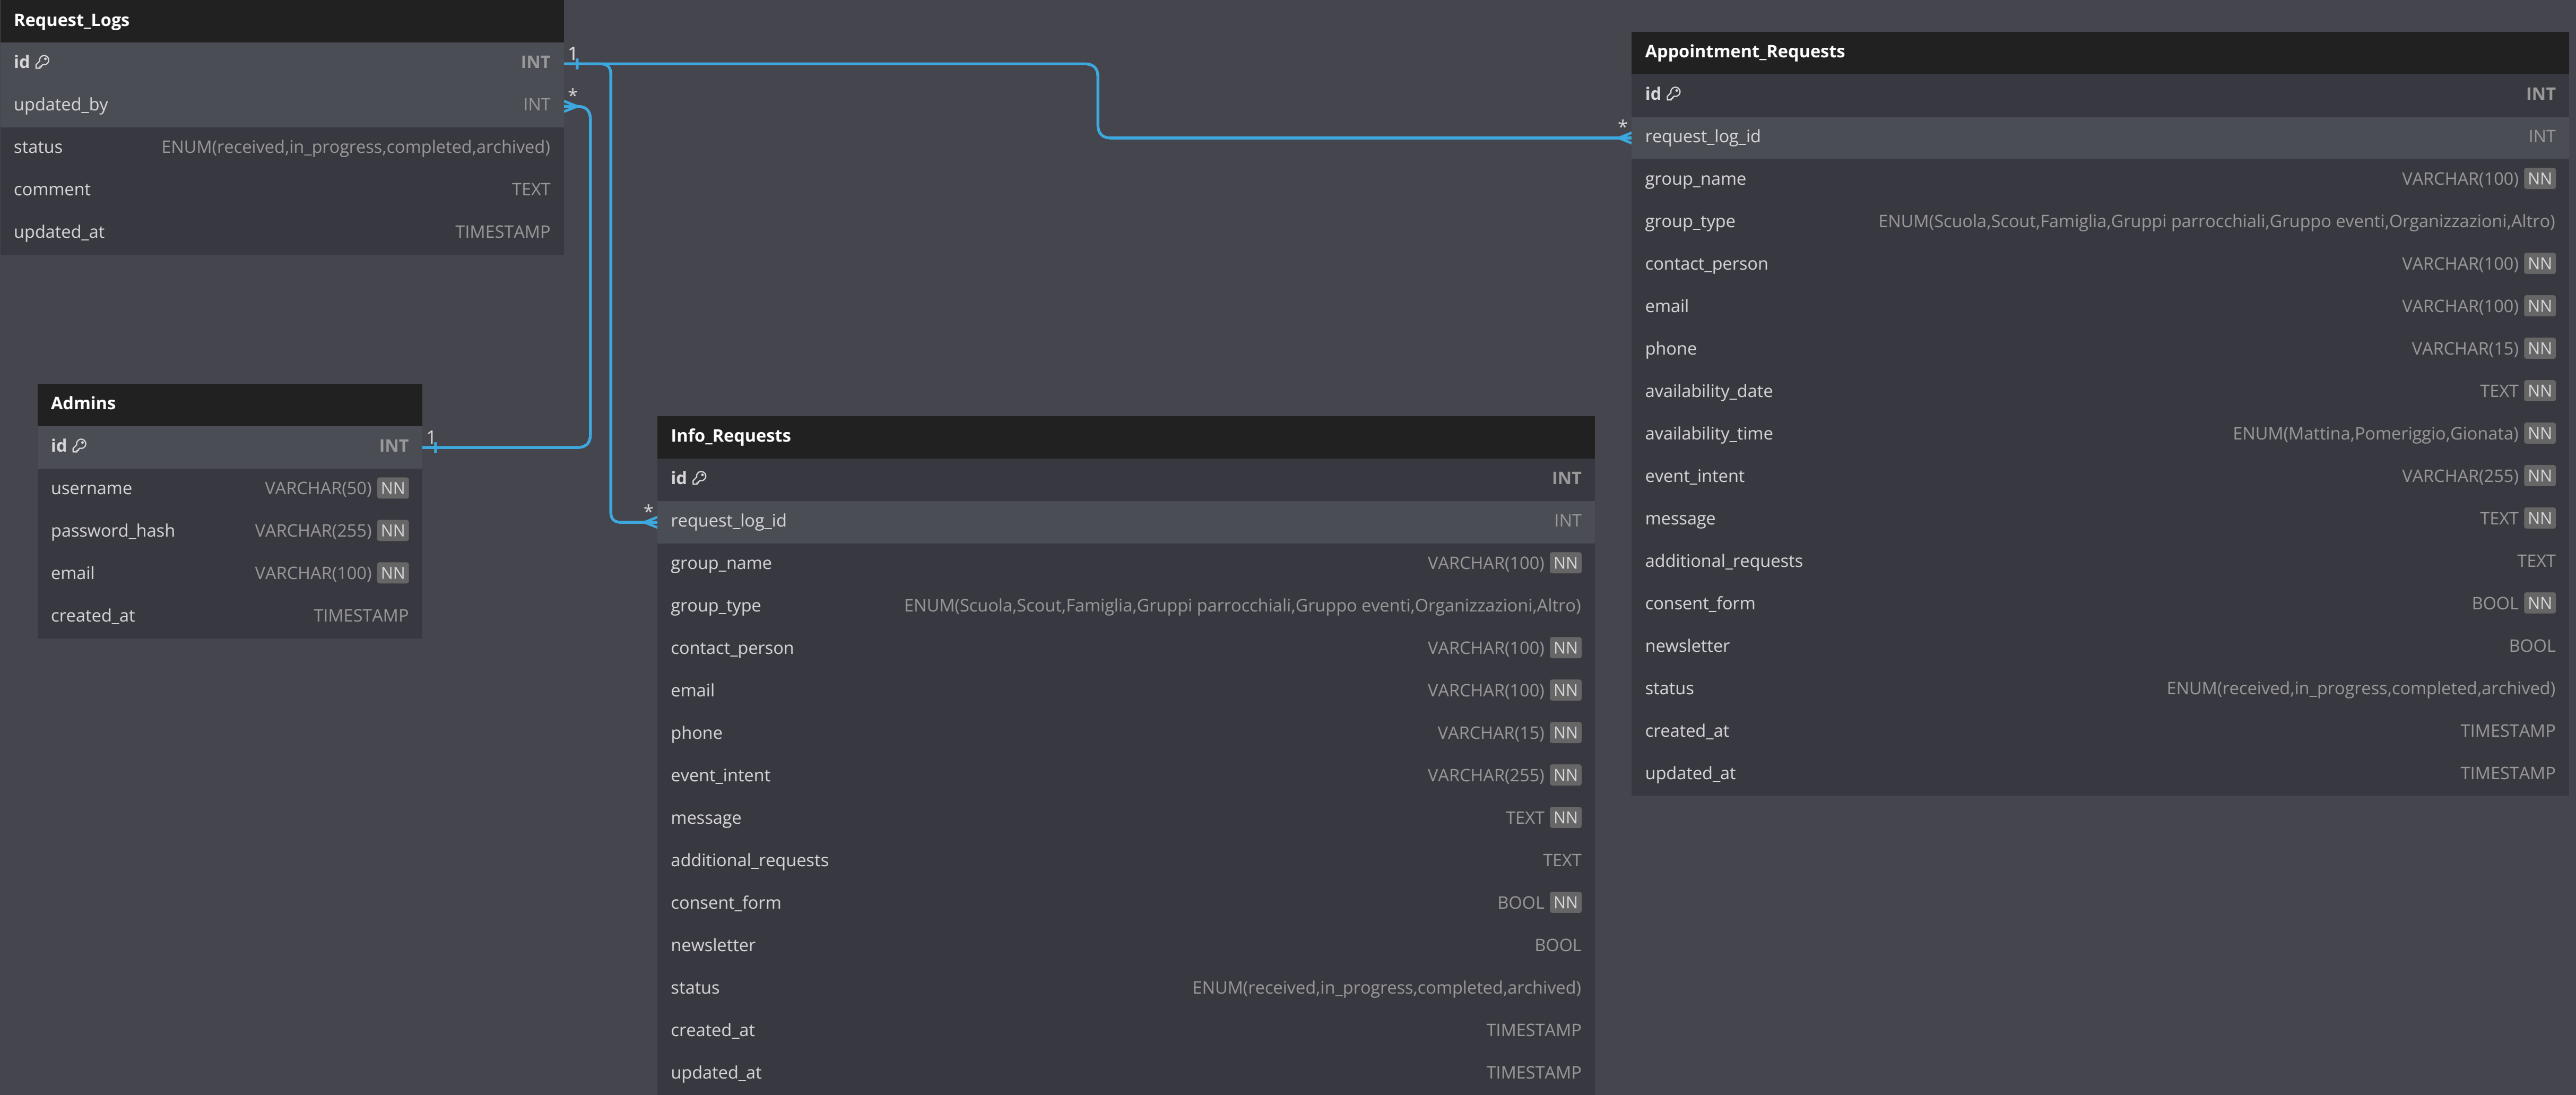 Request_Logs
id INT
updated_by INT
status ENUM(received,in_progress,completed,archived)
comment TEXT
updated_at TIMESTAMP
1
*
Admins
id INT
username VARCHAR(50) NN
password_hash VARCHAR(255) NN
email VARCHAR(100) NN
created_at TIMESTAMP
1
Info_Requests
id INT
*
request_log_id INT
group_name VARCHAR(100) NN
group_type ENUM(Scuola,Scout,Famiglia,Gruppi parrocchiali,Gruppo eventi,Organizzazioni,Altro)
contact_person VARCHAR(100) NN
email VARCHAR(100) NN
phone VARCHAR(15) NN
event_intent VARCHAR(255) NN
message TEXT NN
additional_requests TEXT
consent_form BOOL NN
newsletter BOOL
status ENUM(received,in_progress,completed,archived)
created_at TIMESTAMP
updated_at TIMESTAMP
Appointment_Requests
id INT
*
request_log_id INT
group_name VARCHAR(100) NN
group_type ENUM(Scuola,Scout,Famiglia,Gruppi parrocchiali,Gruppo eventi,Organizzazioni,Altro)
contact_person VARCHAR(100) NN
email VARCHAR(100) NN
phone VARCHAR(15) NN
availability_date TEXT NN
availability_time ENUM(Mattina,Pomeriggio,Gionata) NN
event_intent VARCHAR(255) NN
message TEXT NN
additional_requests TEXT
consent_form BOOL NN
newsletter BOOL
status ENUM(received,in_progress,completed,archived)
created_at TIMESTAMP
updated_at TIMESTAMP